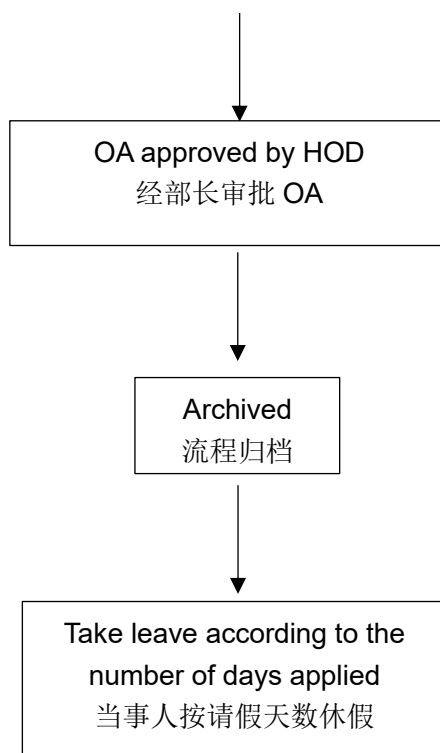 OA approved by HOD
经部长审批 OA
Archived
流程归档
Take leave according to the
number of days applied
当事人按请假天数休假